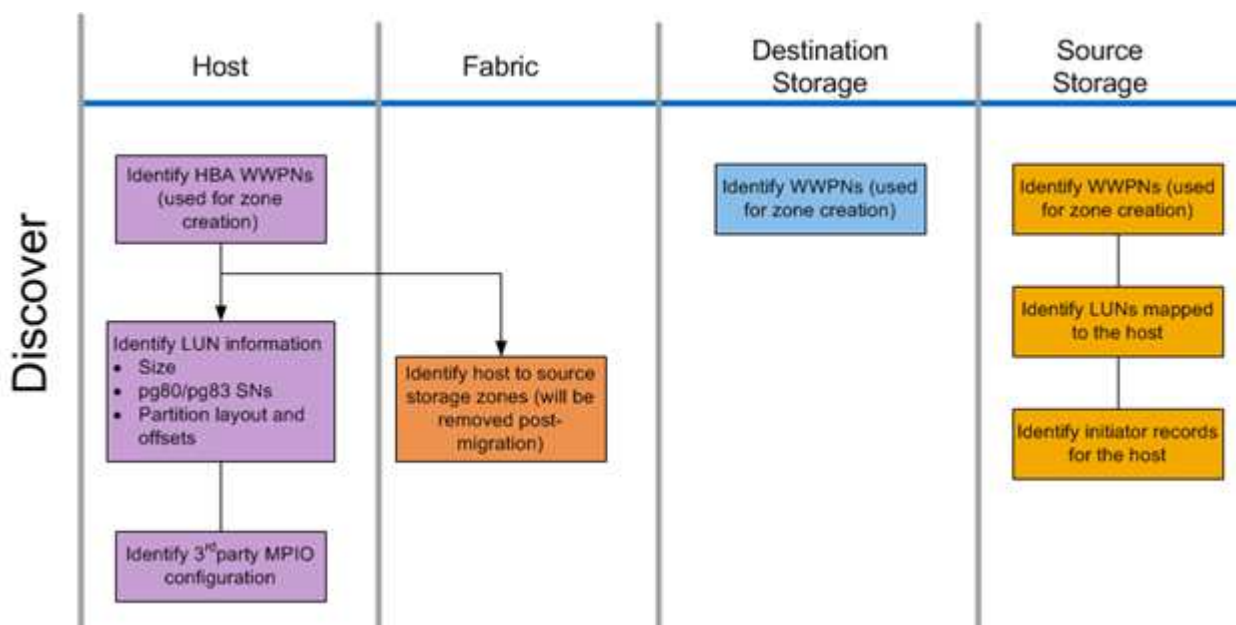 Host
Fabric
Destination
Storage
Source
Storage
Discover
Identify HBA WWPNs
(used for zone
creation)
Identify LUN information
• Size
• pg80/pg83 SNs
• Partition layout and
offsets
Identify 3rd party MPIO
configuration
Identify host to source
storage zones (will be
removed post-
migration)
Identify WWPNs (used
for zone creation)
Identify WWPNs (used
for zone creation)
Identify LUNs mapped
to the host
Identify initiator records
for the host